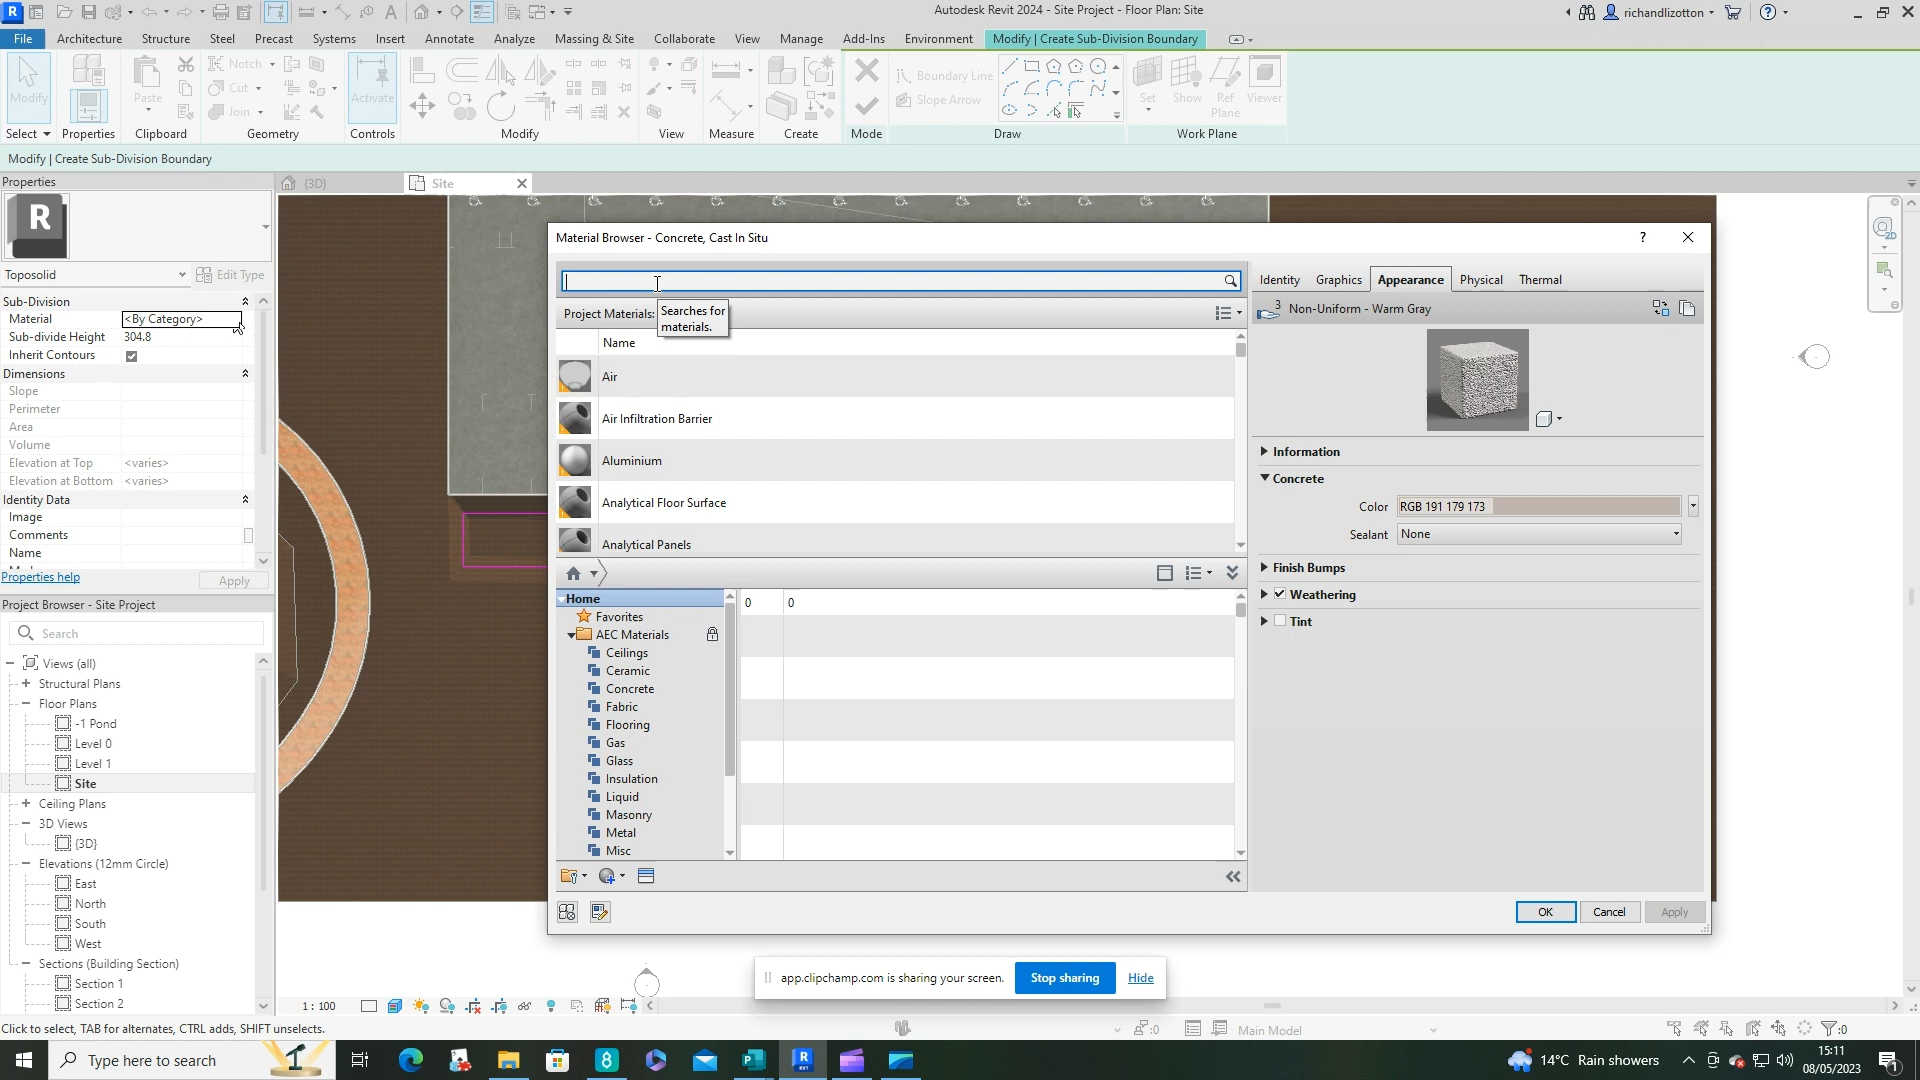 Autodesk Revit 2024 - Site Project - Floor Plan: Site
richandlizotton
File Architecture Structure Steel Precast Systems Insert Annotate Analyze Massing & Site Collaborate View Manage Add-Ins Environment Modify | Create Sub-Division Boundary
Modify
Paste
Notch
Cut
Join
Activate
Boundary Line
Slope Arrow
Set
Show
Ref Plane
Viewer
Select Properties Clipboard Geometry Controls Modify View Measure Create Mode Draw Work Plane
Modify | Create Sub-Division Boundary
Properties
{3D}
Site
R
Toposolid
Edit Type
Sub-Division
Material <By Category>
Sub-divide Height 304.8
Inherit Contours
Dimensions
Slope
Perimeter
Area
Volume
Elevation at Top <varies>
Elevation at Bottom <varies>
Identity Data
Image
Comments
Name
Properties help
Apply
Project Browser - Site Project
Search
Views (all)
Structural Plans
Floor Plans
-1 Pond
Level 0
Level 1
Site
Ceiling Plans
3D Views
{3D}
Elevations (12mm Circle)
East
North
South
West
Sections (Building Section)
Section 1
Section 2
Material Browser - Concrete, Cast In Situ
Project Materials:
Searches for
materials.
Name
Air
Air Infiltration Barrier
Aluminium
Analytical Floor Surface
Analytical Panels
Home
Favorites
AEC Materials
Ceilings
Ceramic
Concrete
Fabric
Flooring
Gas
Glass
Insulation
Liquid
Masonry
Metal
Misc
0 0
Identity Graphics Appearance Physical Thermal
3 Non-Uniform - Warm Gray
Information
Concrete
Color RGB 191 179 173
Sealant None
Finish Bumps
Weathering
Tint
OK Cancel Apply
app.clipchamp.com is sharing your screen. Stop sharing Hide
1 : 100
Click to select, TAB for alternates, CTRL adds, SHIFT unselects.
:0
Main Model
:0
Type here to search
14°C Rain showers
15:11
08/05/2023
1